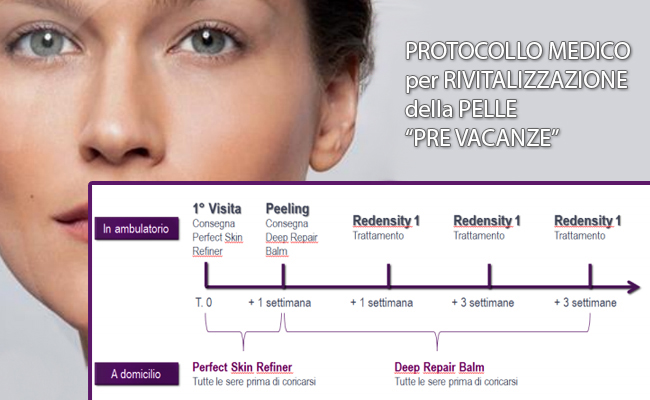 PROTOCOLLO MEDICO
per RIVITALIZZAZIONE
della PELLE
“PRE VACANZE”
In ambulatorio
1° Visita
Consegna
Perfect Skin
Refiner
Peeling
Consegna
Deep Repair
Balm
Redensity 1
Trattamento
Redensity 1
Trattamento
Redensity 1
Trattamento
T. 0
+ 1 settimana
+ 1 settimana
+ 3 settimane
+ 3 settimane
A domicilio
Perfect Skin Refiner
Tutte le sere prima di coricarsi
Deep Repair Balm
Tutte le sere prima di coricarsi